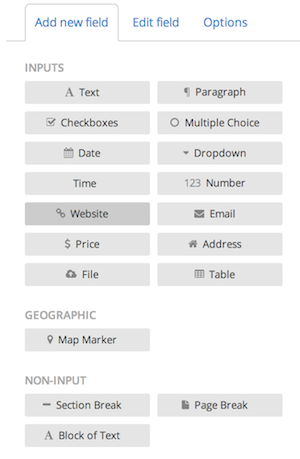 Add new field Edit field Options
INPUTS
Text Paragraph
Checkboxes Multiple Choice
Date Dropdown
Time 123 Number
Website Email
$ Price Address
File Table
GEOGRAPHIC
Map Marker
NON-INPUT
Section Break Page Break
A Block of Text